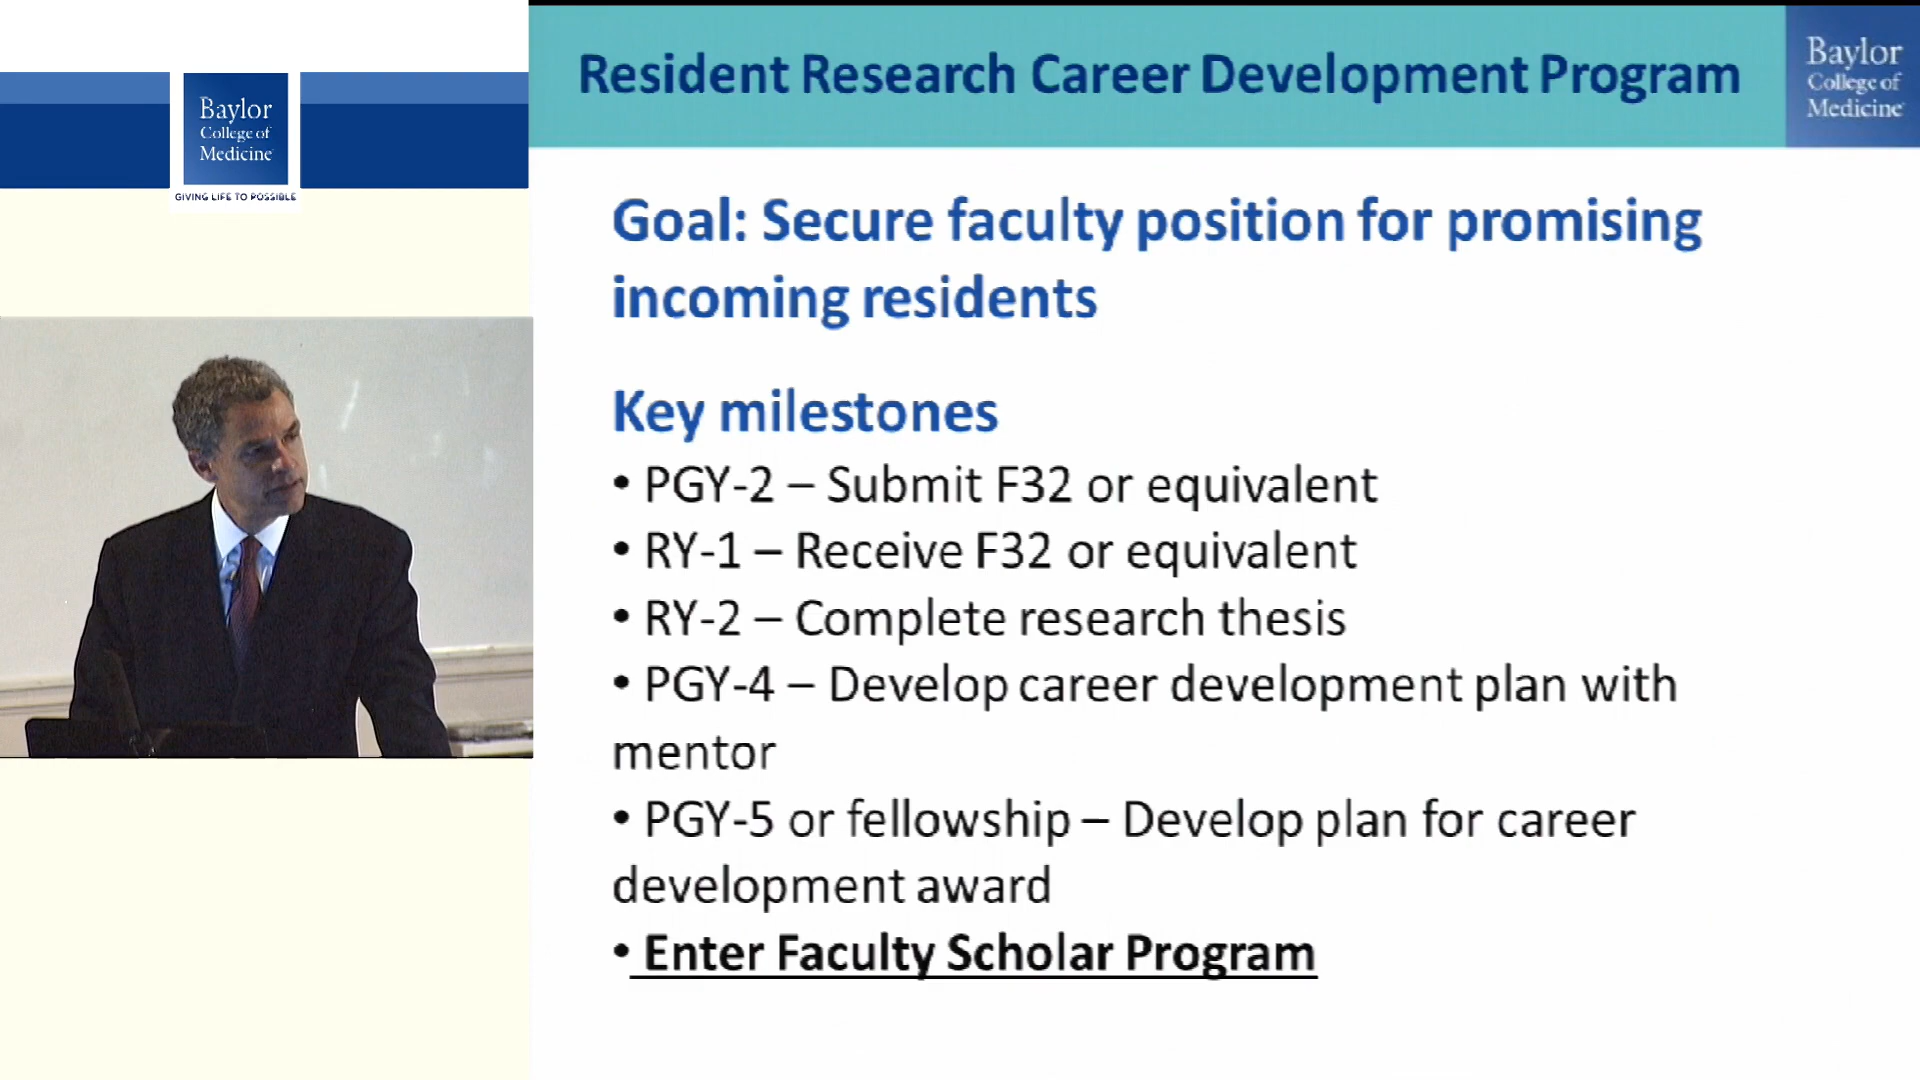 Baylor
College of
Medicine
GIVING LIFE TO POSSIBLE
Resident Research Career Development Program
Baylor
College of
Medicine
Goal: Secure faculty position for promising
incoming residents
Key milestones
• PGY-2 – Submit F32 or equivalent
• RY-1 – Receive F32 or equivalent
• RY-2 – Complete research thesis
• PGY-4 – Develop career development plan with
mentor
• PGY-5 or fellowship – Develop plan for career
development award
• Enter Faculty Scholar Program